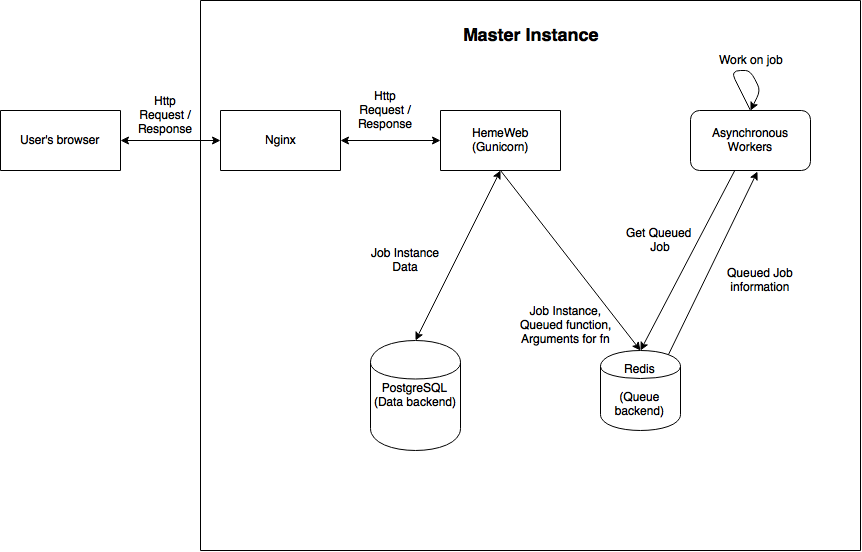 Master Instance
Work on job
Http
Request /
Response
Http
Request /
Response
User's browser
Nginx
HemeWeb
(Gunicorn)
Asynchronous
Workers
Job Instance
Data
Get Queued
Job
Queued Job
information
Job Instance,
Queued function,
Arguments for fn
PostgreSQL
(Data backend)
Redis
(Queue
backend)